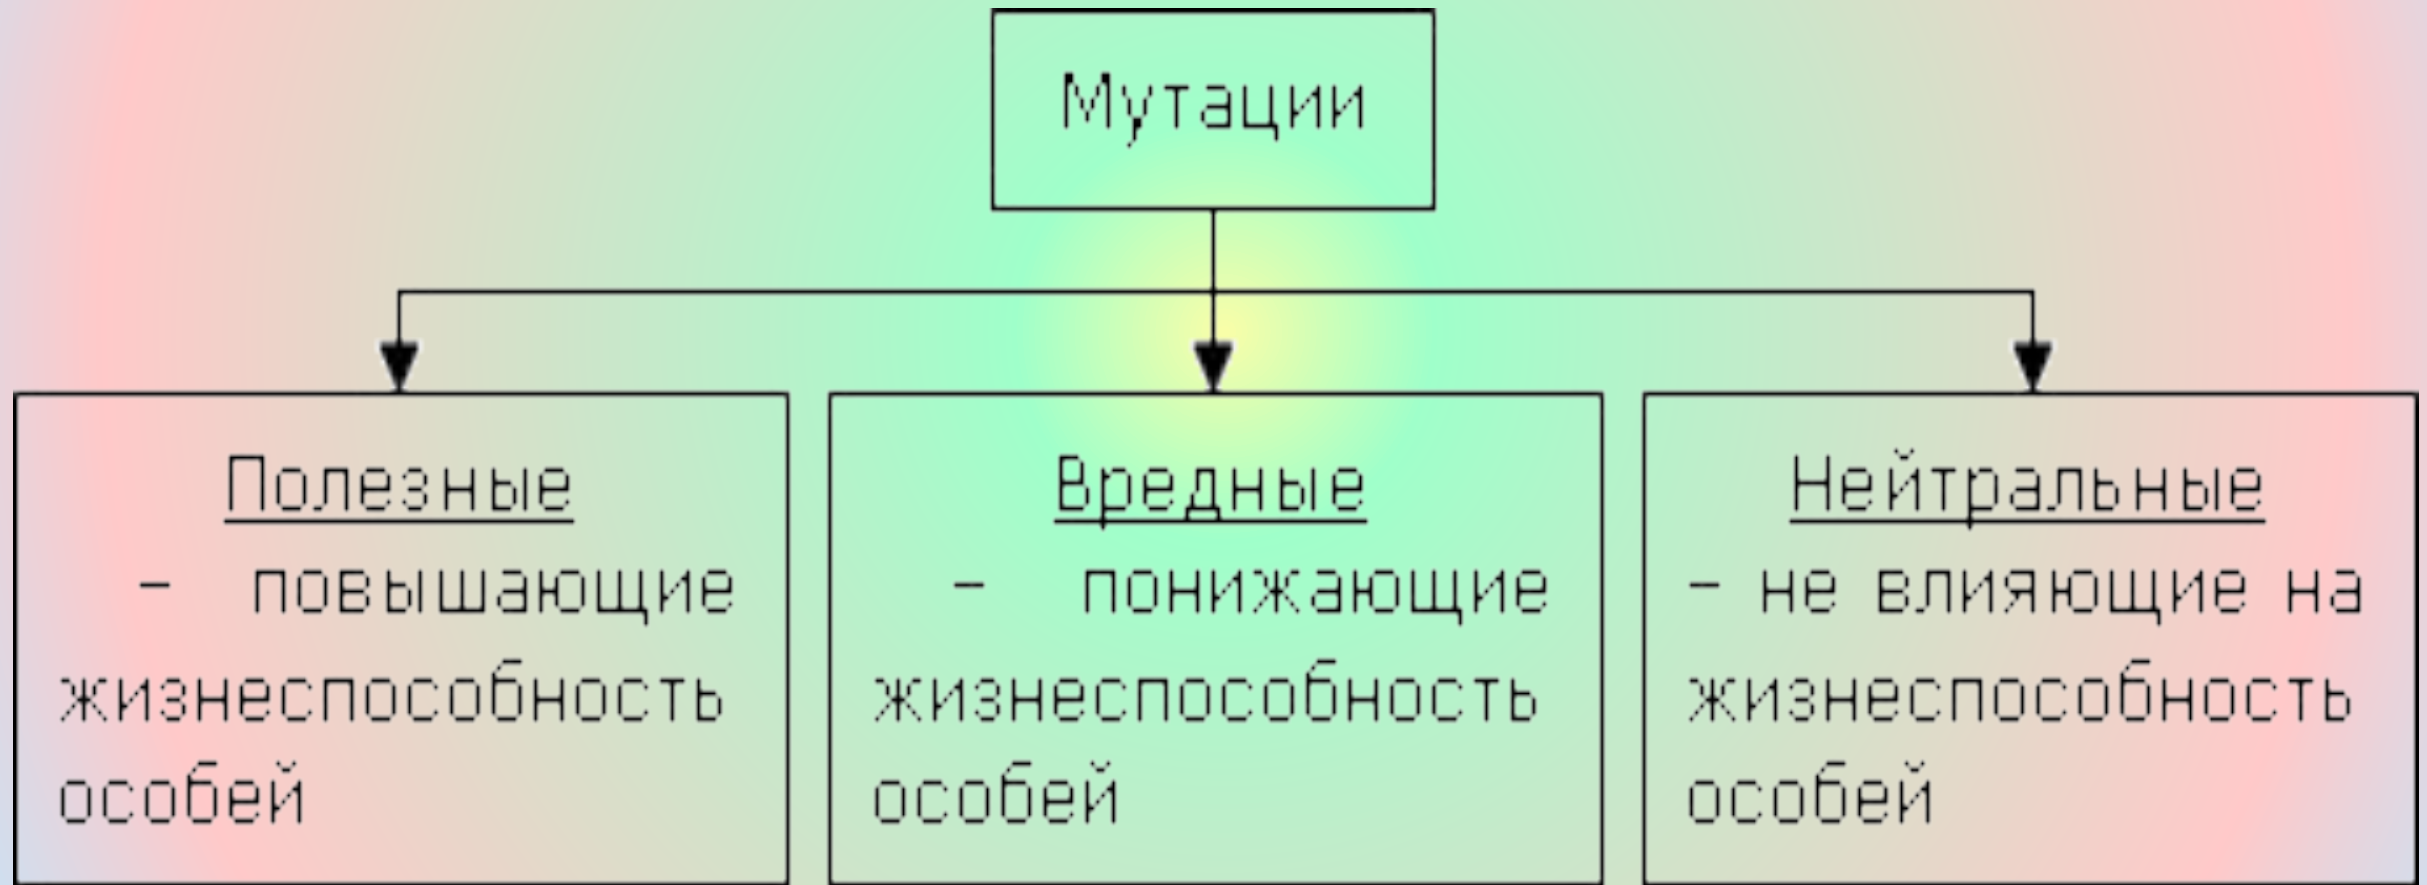 Мутации
Полезные
- повышающие
жизнеспособность
особей
Вредные
- понижающие
жизнеспособность
особей
Нейтральные
- не влияющие на
жизнеспособность
особей